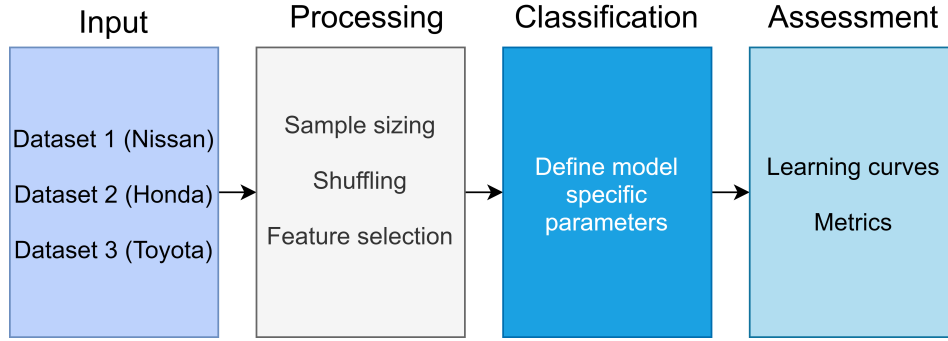 Input
Dataset 1 (Nissan)
Dataset 2 (Honda)
Dataset 3 (Toyota)
Processing
Sample sizing
Shuffling
Feature selection
Classification
Define model
specific
parameters
Assessment
Learning curves
Metrics